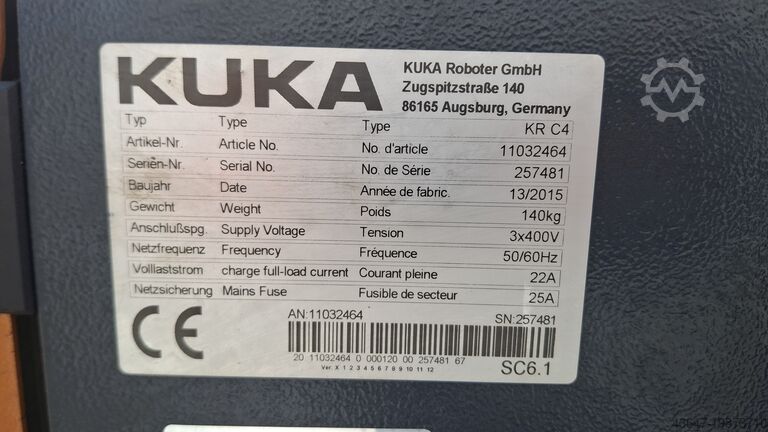 KUKA
KUKA Roboter GmbH
Zugspitzstraße 140
86165 Augsburg, Germany
Typ Type Type KR C4
Artikel-Nr. Article No. No. d'article 11032464
Serien-Nr. Serial No. No. de Série 257481
Baujahr Date Année de fabric. 13/2015
Gewicht Weight Poids 140kg
Anschlußspg. Supply Voltage Tension 3x400V
Netzfrequenz Frequency Fréquence 50/60Hz
Volllaststrom charge full-load current Courant pleine 22A
Netzsicherung Mains Fuse Fusible de secteur 25A
CE
AN:11032464 SN:257481
20 11032464 0 000120 00 257481 67
Ver. X 1 2 3 4 5 6 7 8 9 10 11 12
SC6.1